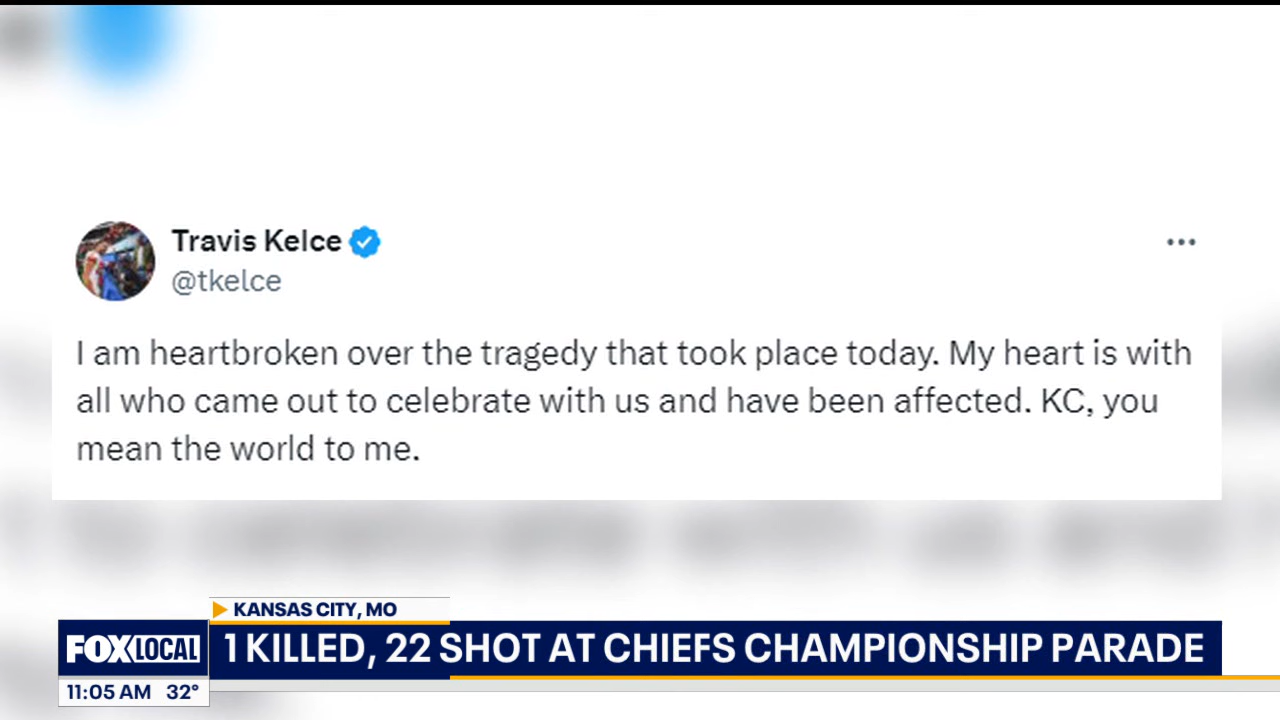 Travis Kelce
@tkelce
I am heartbroken over the tragedy that took place today. My heart is with
all who came out to celebrate with us and have been affected. KC, you
mean the world to me.
KANSAS CITY, MO
FOX LOCAL 1 KILLED, 22 SHOT AT CHIEFS CHAMPIONSHIP PARADE
11:05 AM 32°